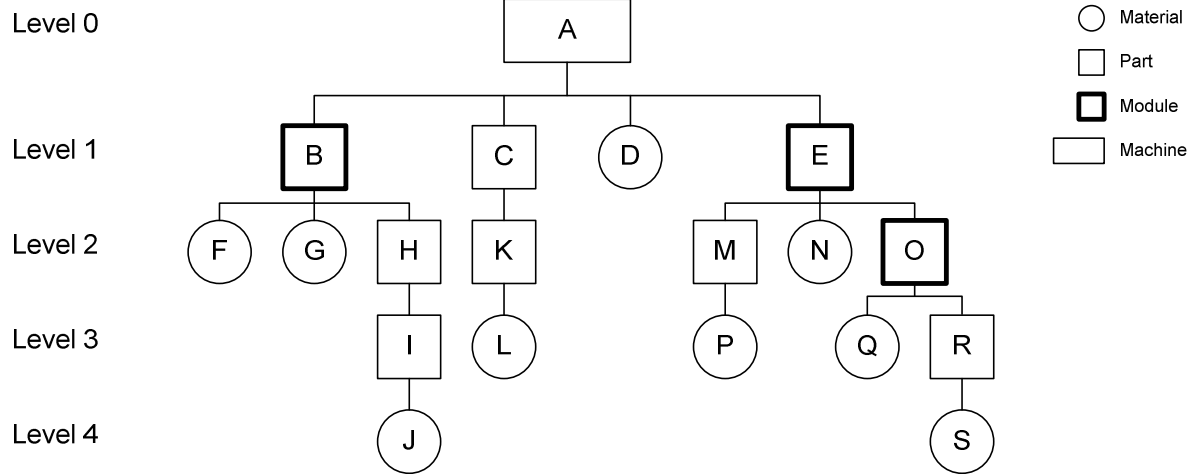 Level 0
A
Material
Part
Module
Level 1
B
C
D
E
Machine
Level 2
F
G
H
K
M
N
O
Level 3
I
L
P
Q
R
Level 4
J
S